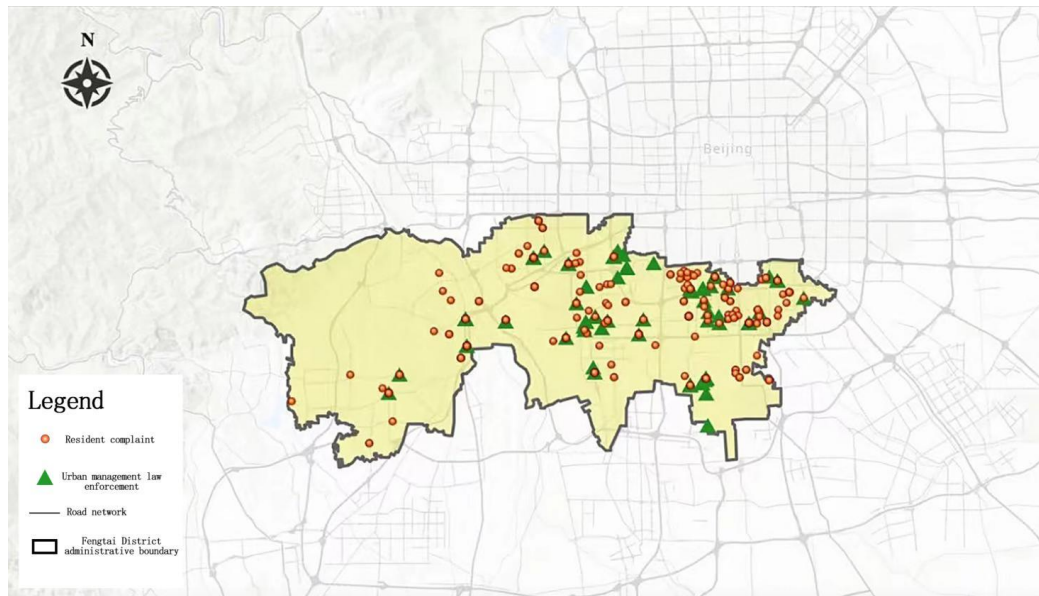 N
Beijing
Legend
Resident complaint
Urban management law
enforcement
Road network
Fengtai District
administrative boundary